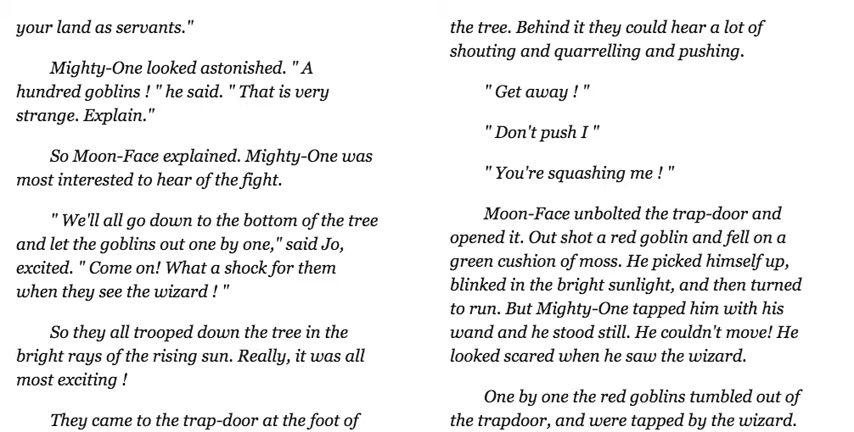 your land as servants."
Mighty-One looked astonished. " A
hundred goblins ! " he said. " That is very
strange. Explain."
So Moon-Face explained. Mighty-One was
most interested to hear of the fight.
" We'll all go down to the bottom of the tree
and let the goblins out one by one," said Jo,
excited. " Come on! What a shock for them
when they see the wizard ! "
So they all trooped down the tree in the
bright rays of the rising sun. Really, it was all
most exciting !
They came to the trap-door at the foot of
the tree. Behind it they could hear a lot of
shouting and quarrelling and pushing.
" Get away ! "
" Don't push I "
" You're squashing me ! "
Moon-Face unbolted the trap-door and
opened it. Out shot a red goblin and fell on a
green cushion of moss. He picked himself up,
blinked in the bright sunlight, and then turned
to run. But Mighty-One tapped him with his
wand and he stood still. He couldn't move! He
looked scared when he saw the wizard.
One by one the red goblins tumbled out of
the trapdoor, and were tapped by the wizard.